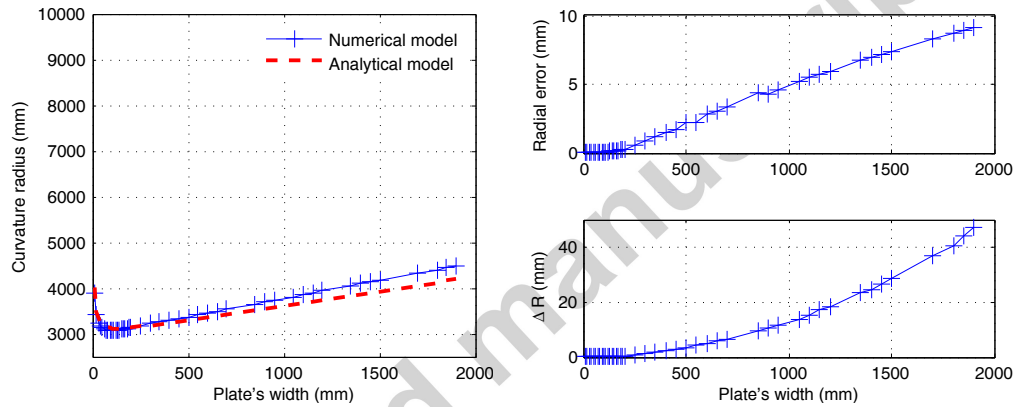 10000
9000
8000
7000
6000
5000
4000
3000
Curvature radius (mm)
Numerical model
Analytical model
0 500 1000 1500 2000
Plate's width (mm)
10
5
0
Radial error (mm)
0 500 1000 1500 2000
40
20
0
Δ R (mm)
0 500 1000 1500 2000
Plate's width (mm)
d manuscrip